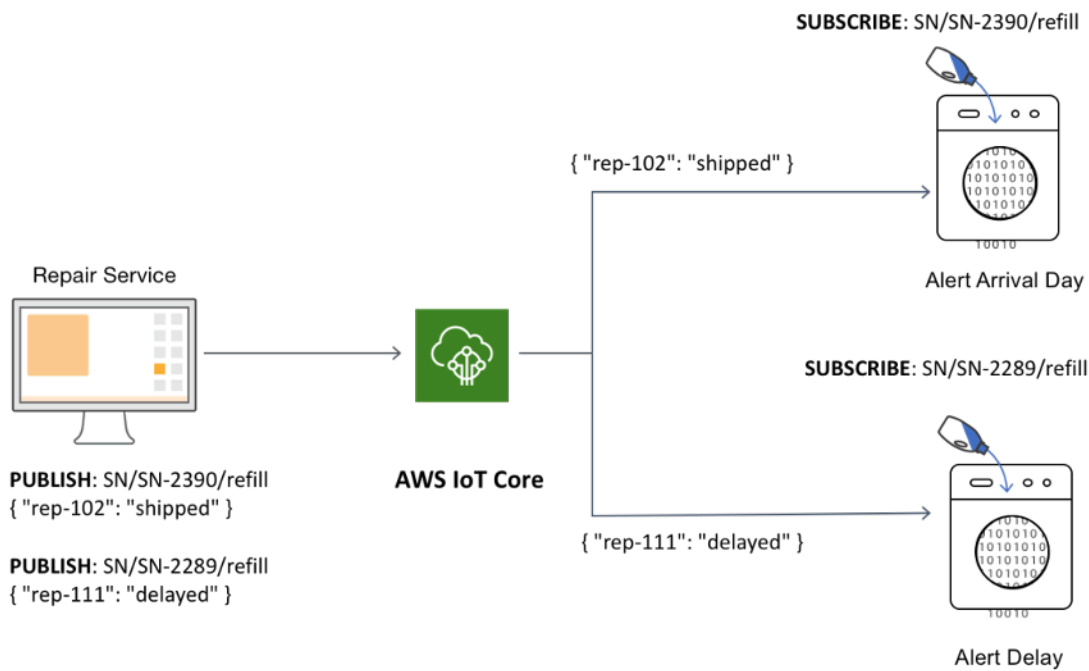 SUBSCRIBE: SN/SN-2390/refill
{ "rep-102": "shipped" }
Alert Arrival Day
Repair Service
PUBLISH: SN/SN-2390/refill
{ "rep-102": "shipped" }
PUBLISH: SN/SN-2289/refill
{ "rep-111": "delayed" }
AWS IoT Core
SUBSCRIBE: SN/SN-2289/refill
{ "rep-111": "delayed" }
Alert Delay